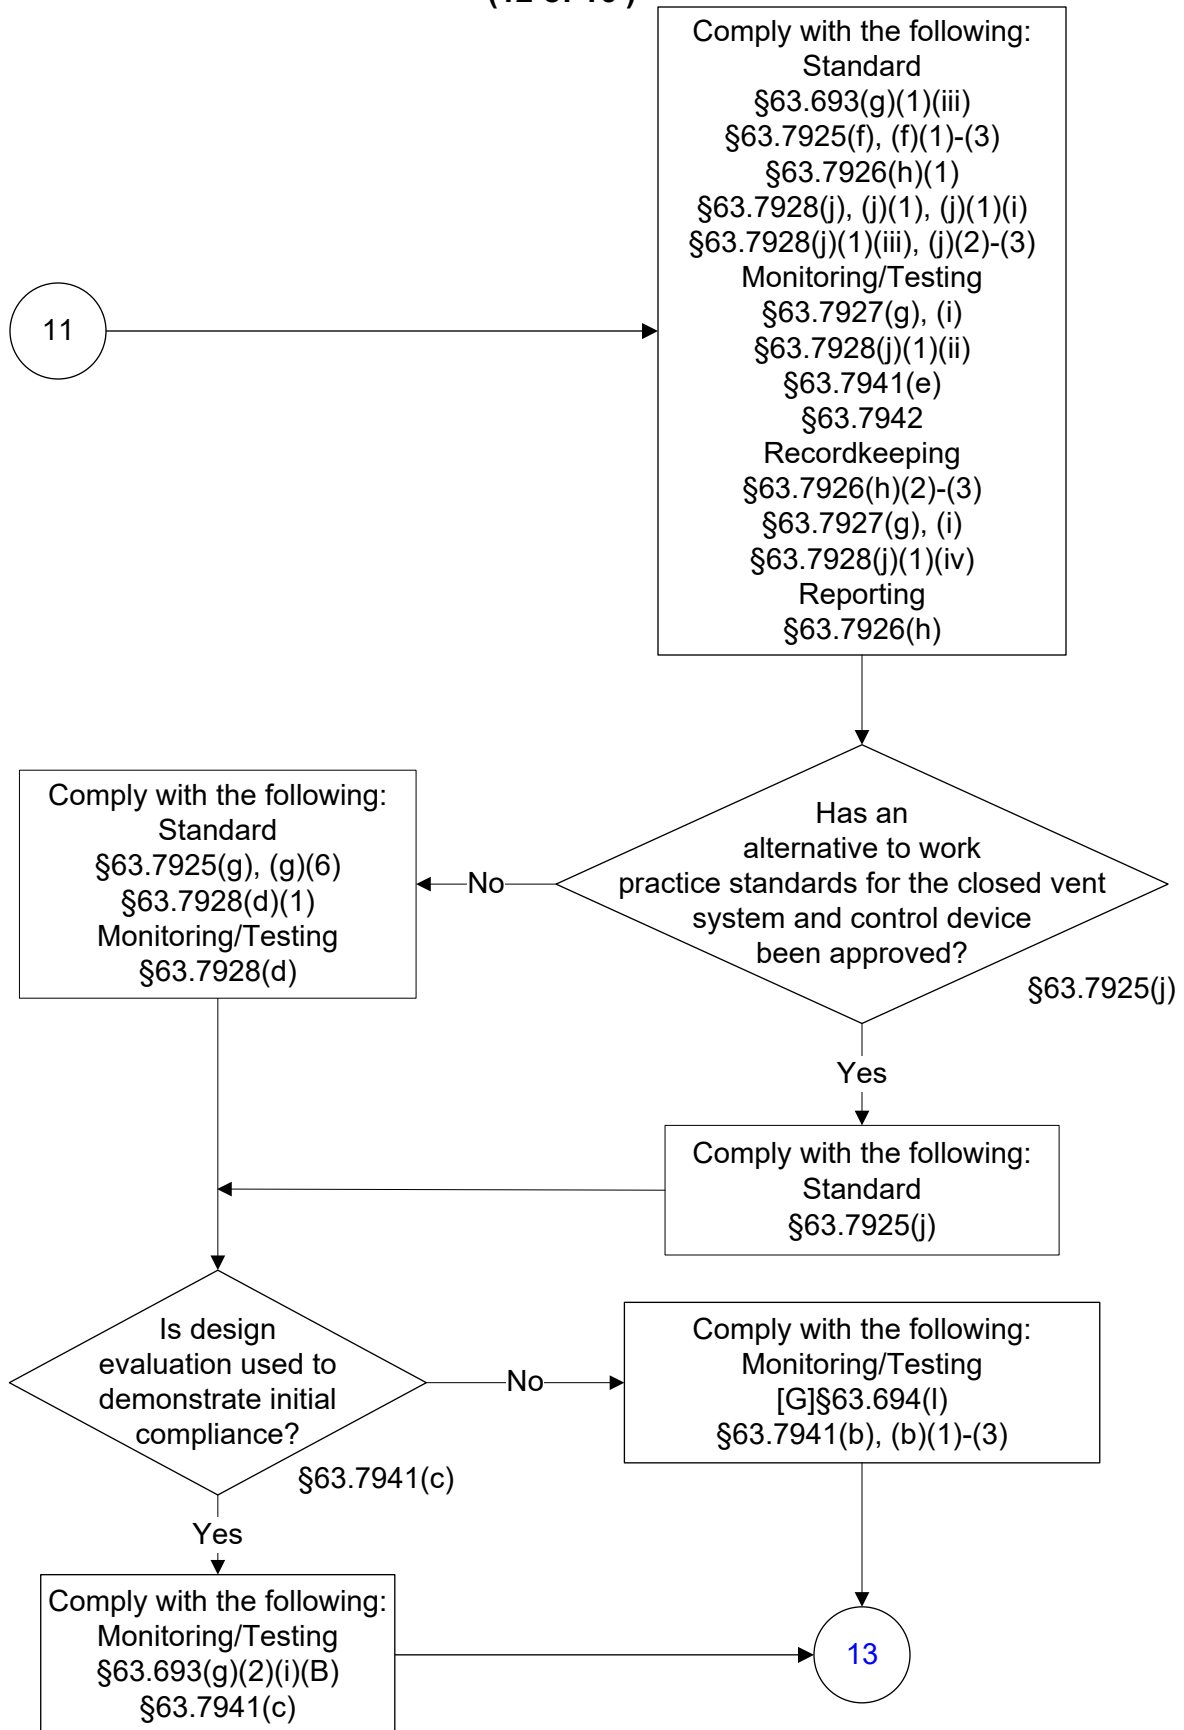 Comply with the following:
Standard
§63.693(g)(1)(iii)
§63.7925(f), (f)(1)-(3)
§63.7926(h)(1)
§63.7928(j), (j)(1), (j)(1)(i)
§63.7928(j)(1)(iii), (j)(2)-(3)
Monitoring/Testing
§63.7927(g), (i)
§63.7928(j)(1)(ii)
§63.7941(e)
§63.7942
Recordkeeping
§63.7926(h)(2)-(3)
§63.7927(g), (i)
§63.7928(j)(1)(iv)
Reporting
§63.7926(h)
11
Has an
alternative to work
practice standards for the closed vent
system and control device
been approved?
§63.7925(j)
No
Comply with the following:
Standard
§63.7925(g), (g)(6)
§63.7928(d)(1)
Monitoring/Testing
§63.7928(d)
Yes
Comply with the following:
Standard
§63.7925(j)
Is design
evaluation used to
demonstrate initial
compliance?
§63.7941(c)
No
Comply with the following:
Monitoring/Testing
[G]§63.694(l)
§63.7941(b), (b)(1)-(3)
Yes
Comply with the following:
Monitoring/Testing
§63.693(g)(2)(i)(B)
§63.7941(c)
13